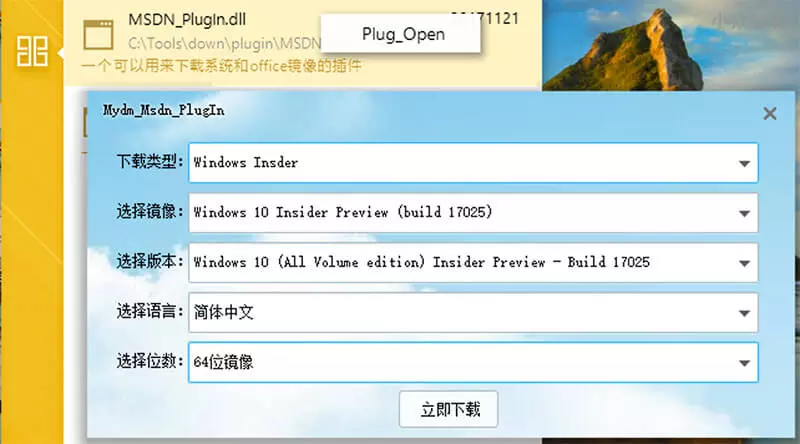 MSDN_PlugIn.dll
20171121
Plug_Open
C:\Tools\down\plugin\MSDN
一个可以用来下载系统和office镜像的插件
Mydm_Msdn_PlugIn
下载类型:
Windows Insder
选择镜像:
Windows 10 Insider Preview (build 17025)
选择版本:
Windows 10 (All Volume edition) Insider Preview - Build 17025
选择语言:
简体中文
选择位数:
64位镜像
立即下载